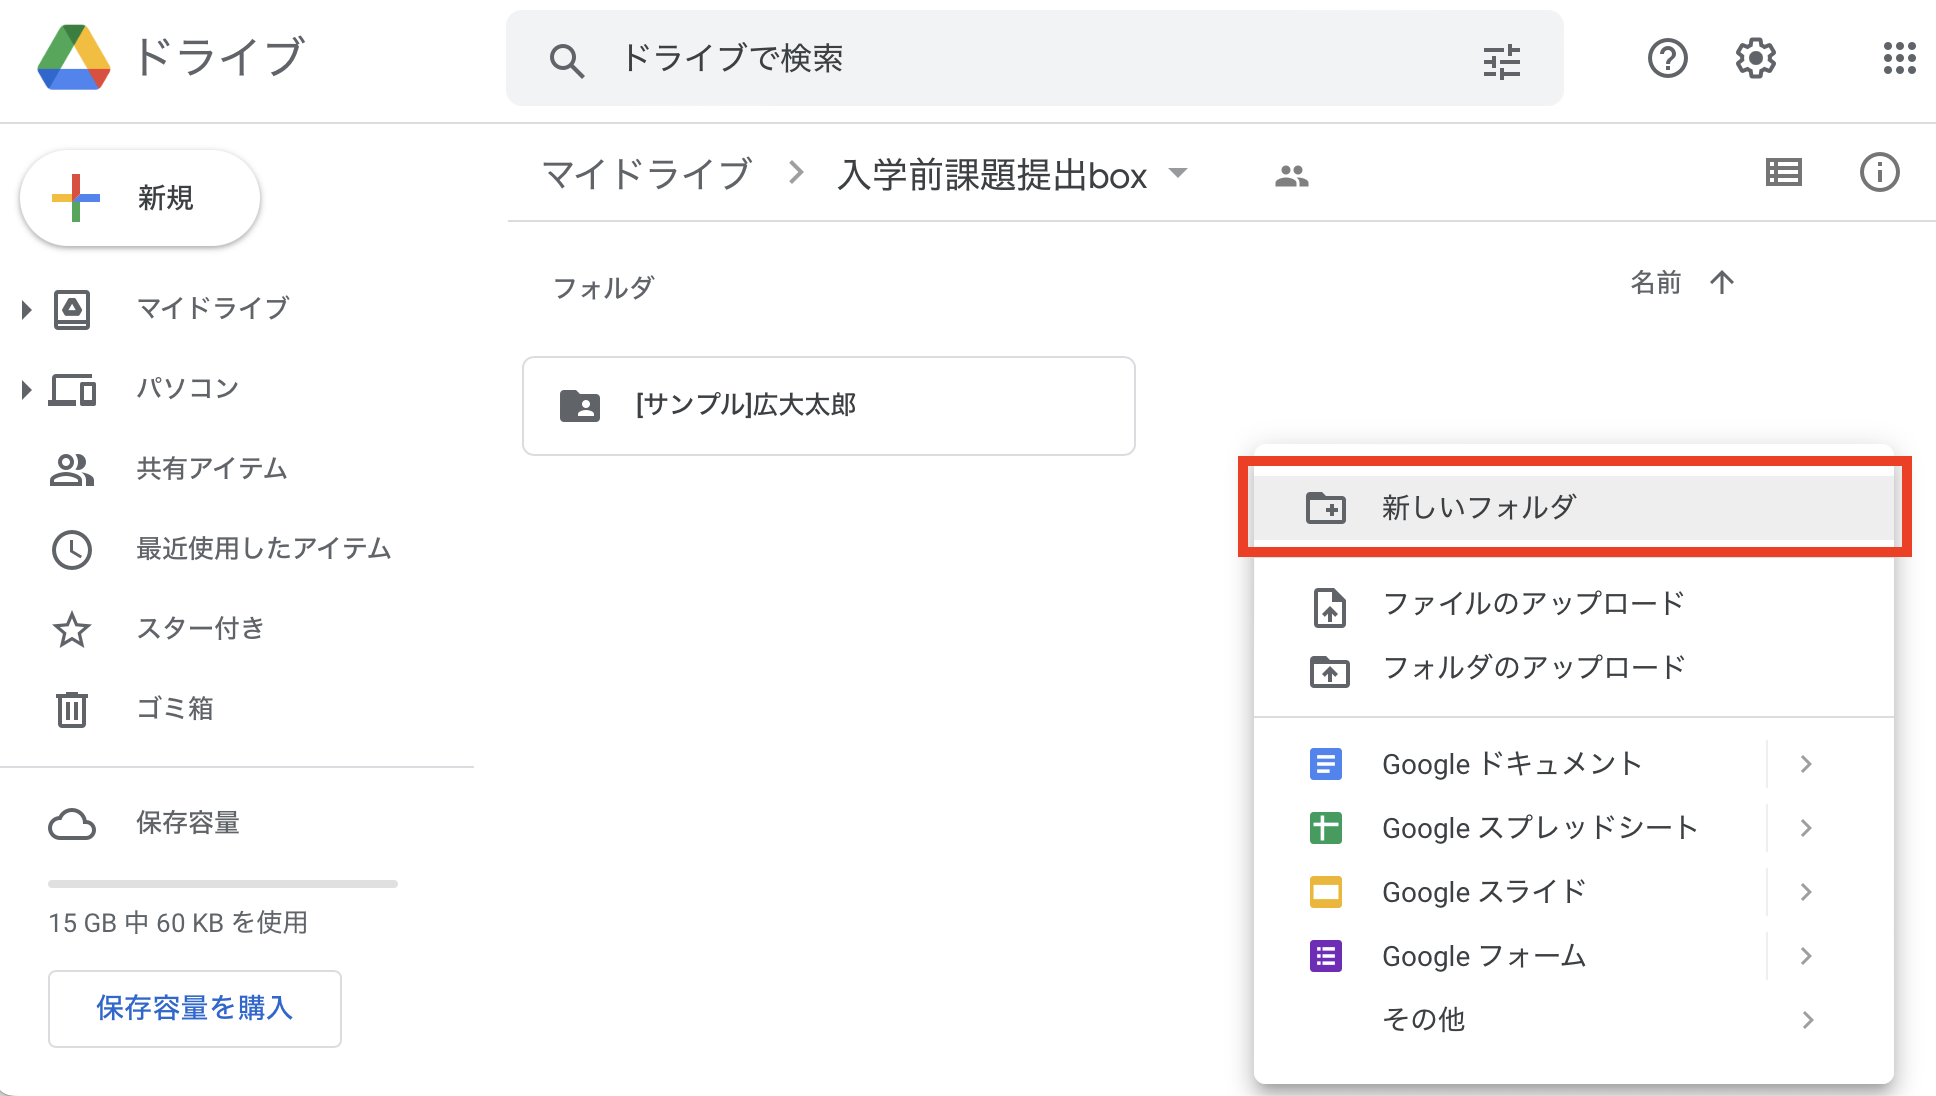 ドライブ
ドライブで検索
新規
マイドライブ
パソコン
共有アイテム
最近使用したアイテム
スター付き
ゴミ箱
保存容量
15 GB 中 60 KB を使用
保存容量を購入
マイドライブ 入学前課題提出box
フォルダ 名前
[サンプル]広大太郎
新しいフォルダ
ファイルのアップロード
フォルダのアップロード
Google ドキュメント
Google スプレッドシート
Google スライド
Google フォーム
その他